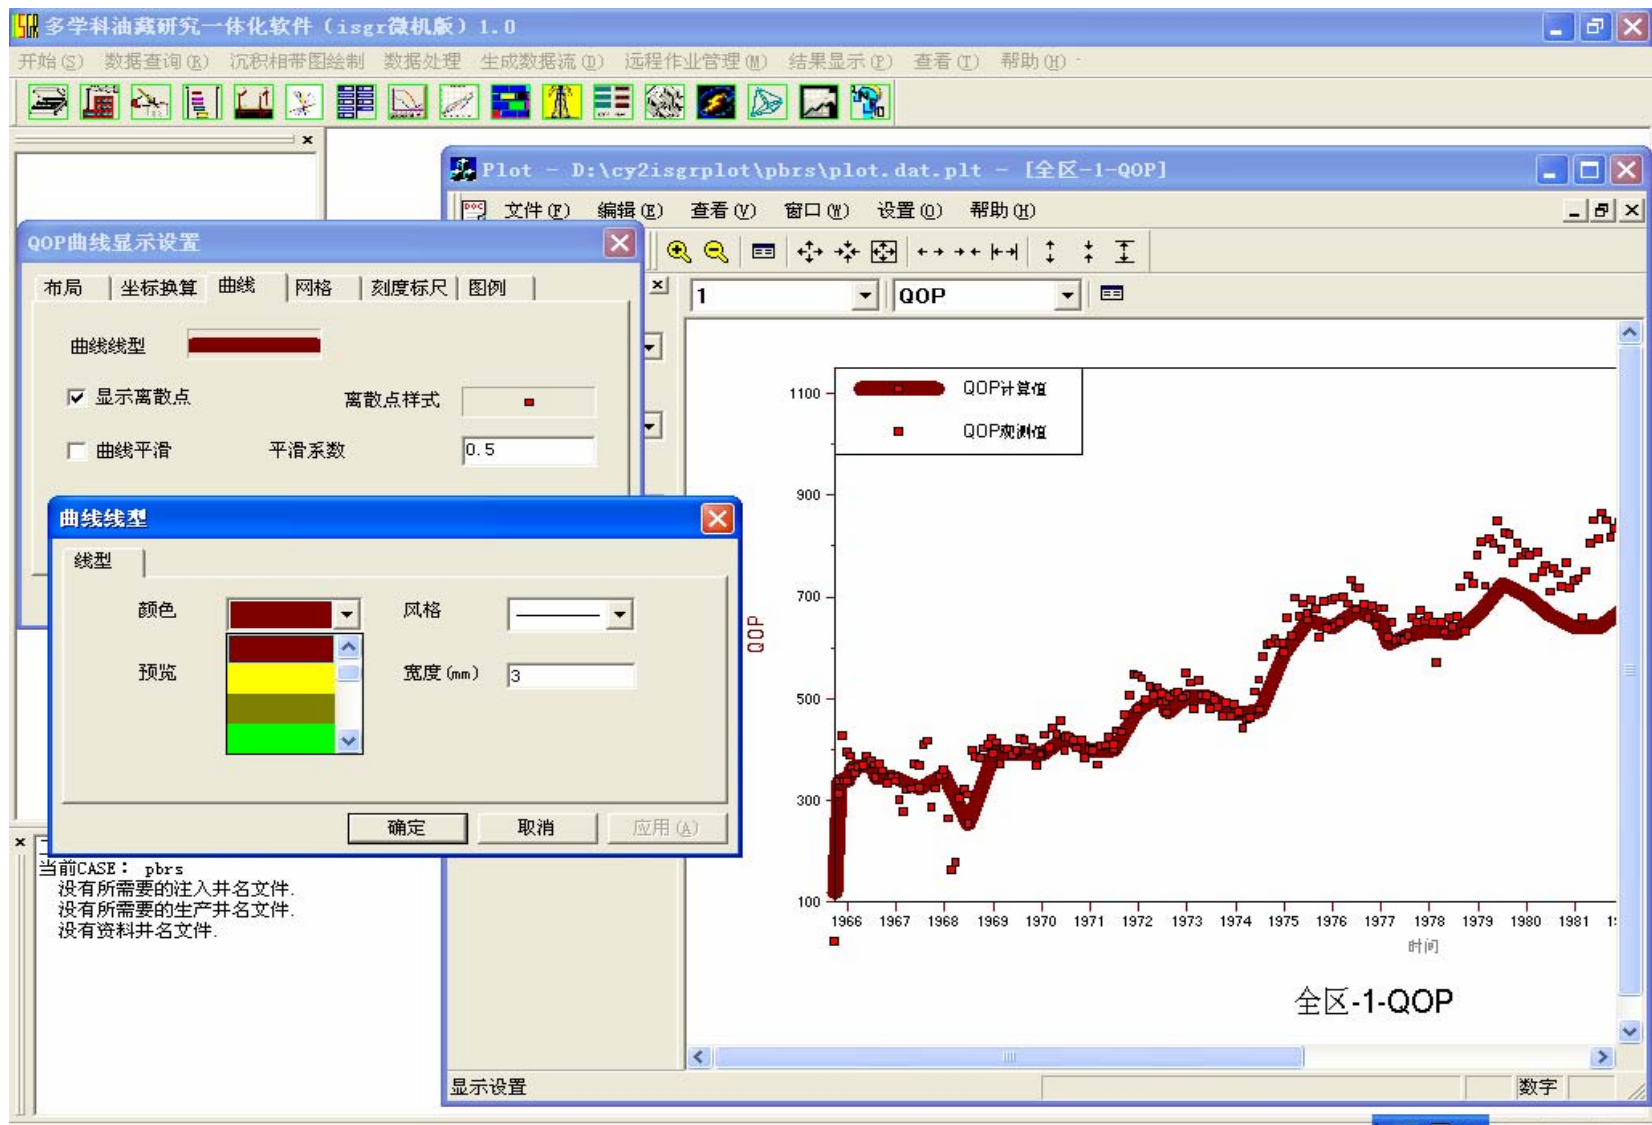 多学科油藏研究一体化软件（isgr微机版）1.0
开始(S) 数据查询(R) 沉积相带图绘制 数据处理 生成数据流(D) 远程作业管理(M) 结果显示(P) 查看(T) 帮助(H)
Plot - D:\cy2isgrplot\pbrs\plot.dat.plt - [全区-1-QOP]
文件(F) 编辑(E) 查看(V) 窗口(W) 设置(O) 帮助(H)
1 QOP
QOP曲线显示设置
布局 坐标换算 曲线 网格 刻度标尺 图例
曲线线型
显示离散点 离散点样式
曲线平滑 平滑系数 0.5
曲线线型
线型
颜色 风格
预览 宽度(mm) 3
确定 取消 应用(A)
QOP计算值
QOP观测值
1100
900
700
500
300
100
QOP
1966 1967 1968 1969 1970 1971 1972 1973 1974 1975 1976 1977 1978 1979 1980 1981
时间
全区-1-QOP
当前CASE： pbrs
没有所需要的注入井名文件.
没有所需要的生产井名文件.
没有资料井名文件.
显示设置 数字